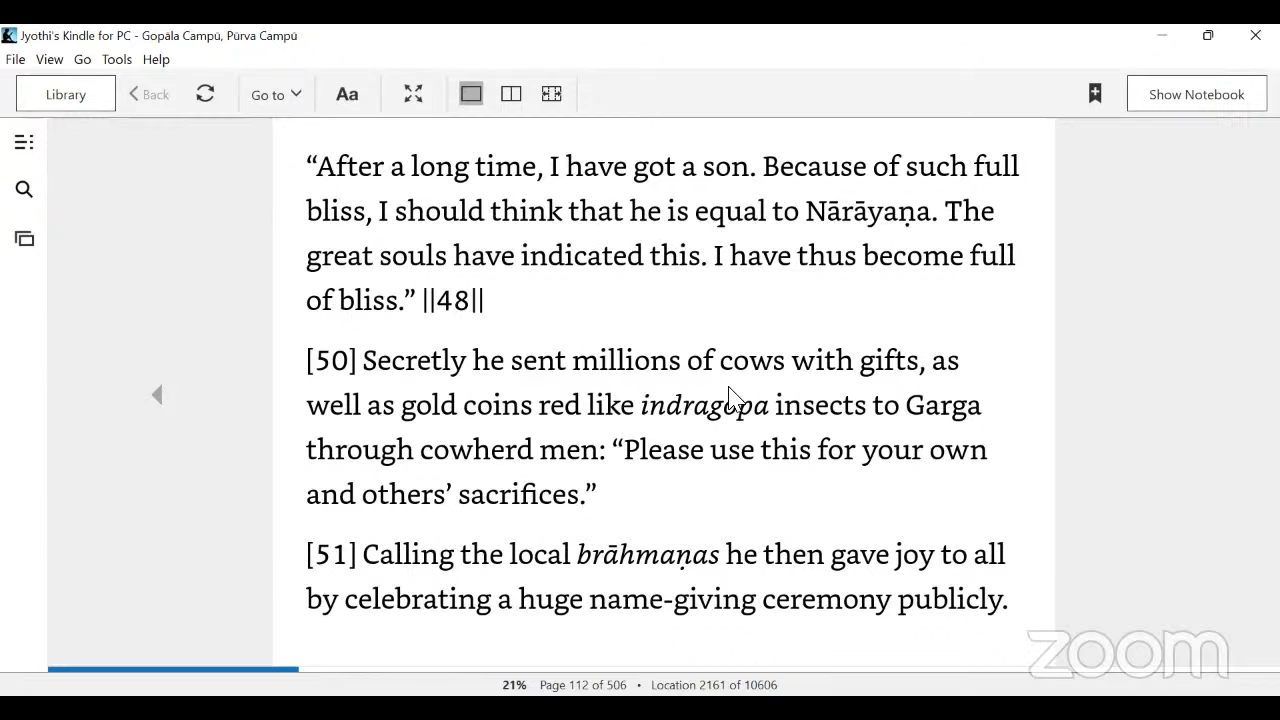 Jyothi's Kindle for PC - Gopāla Campū, Pūrva Campū
File View Go Tools Help
Library Back Go to Aa Show Notebook
“After a long time, I have got a son. Because of such full
bliss, I should think that he is equal to Nārāyaṇa. The
great souls have indicated this. I have thus become full
of bliss.” ||48||
[50] Secretly he sent millions of cows with gifts, as
well as gold coins red like indragopa insects to Garga
through cowherd men: “Please use this for your own
and others’ sacrifices.”
[51] Calling the local brāhmaṇas he then gave joy to all
by celebrating a huge name-giving ceremony publicly.
zoom
21% Page 112 of 506 • Location 2161 of 10606